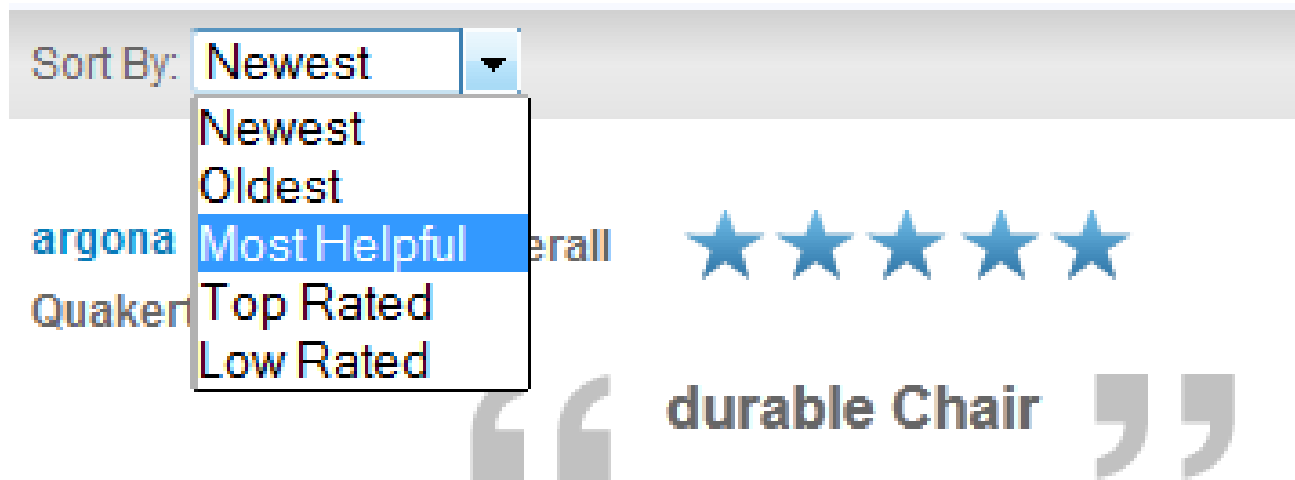 Sort By: Newest
Newest
Oldest
argona Most Helpful erall
Quakert Top Rated
Low Rated
“ durable Chair ”